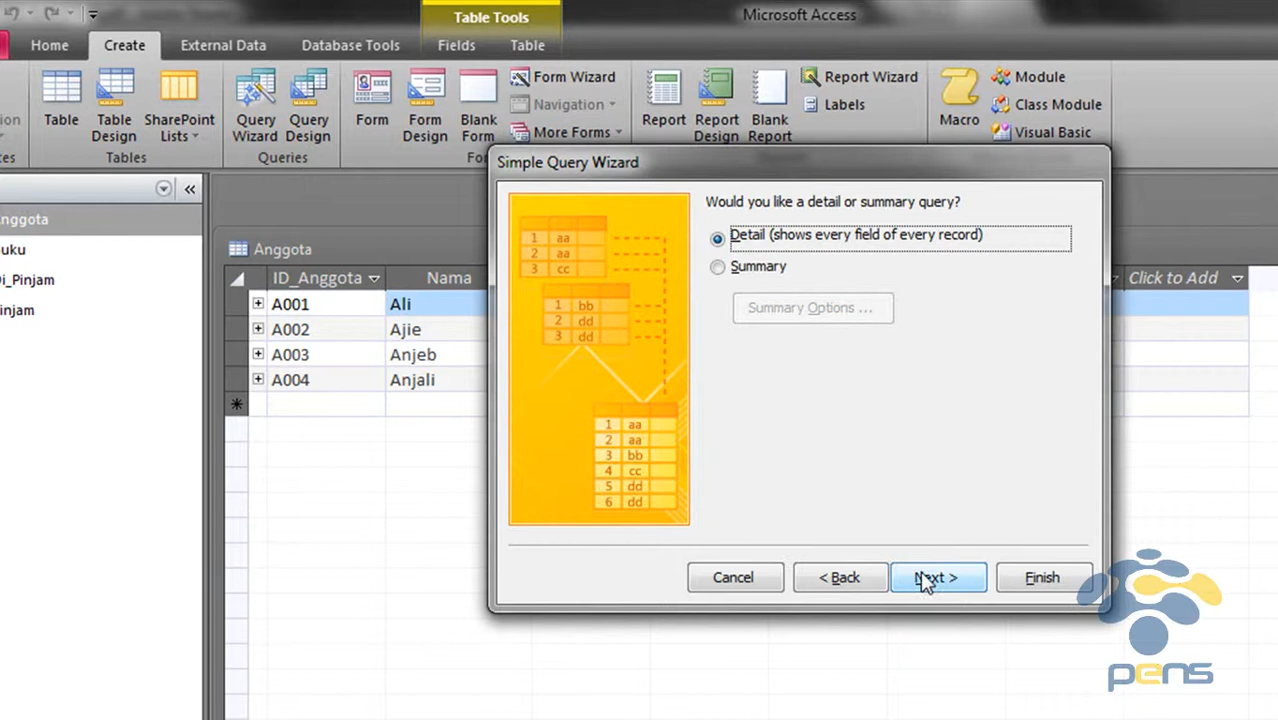 Table Tools
Microsoft Access
Home
Create
External Data
Database Tools
Fields
Table
Table
Table Design
SharePoint Lists
Tables
Query Wizard
Query Design
Queries
Form
Form Design
Blank Form
Form Wizard
Navigation
More Forms
Report
Report Design
Blank Report
Report Wizard
Labels
Macro
Module
Class Module
Visual Basic
Simple Query Wizard
Would you like a detail or summary query?
Detail (shows every field of every record)
Summary
Summary Options ...
1 aa
2 aa
3 cc
1 bb
2 dd
3 dd
1 aa
2 aa
3 bb
4 cc
5 dd
6 dd
Cancel
< Back
Next >
Finish
Anggota
ID_Anggota
Nama
Click to Add
A001 Ali
A002 Ajie
A003 Anjeb
A004 Anjali
pens